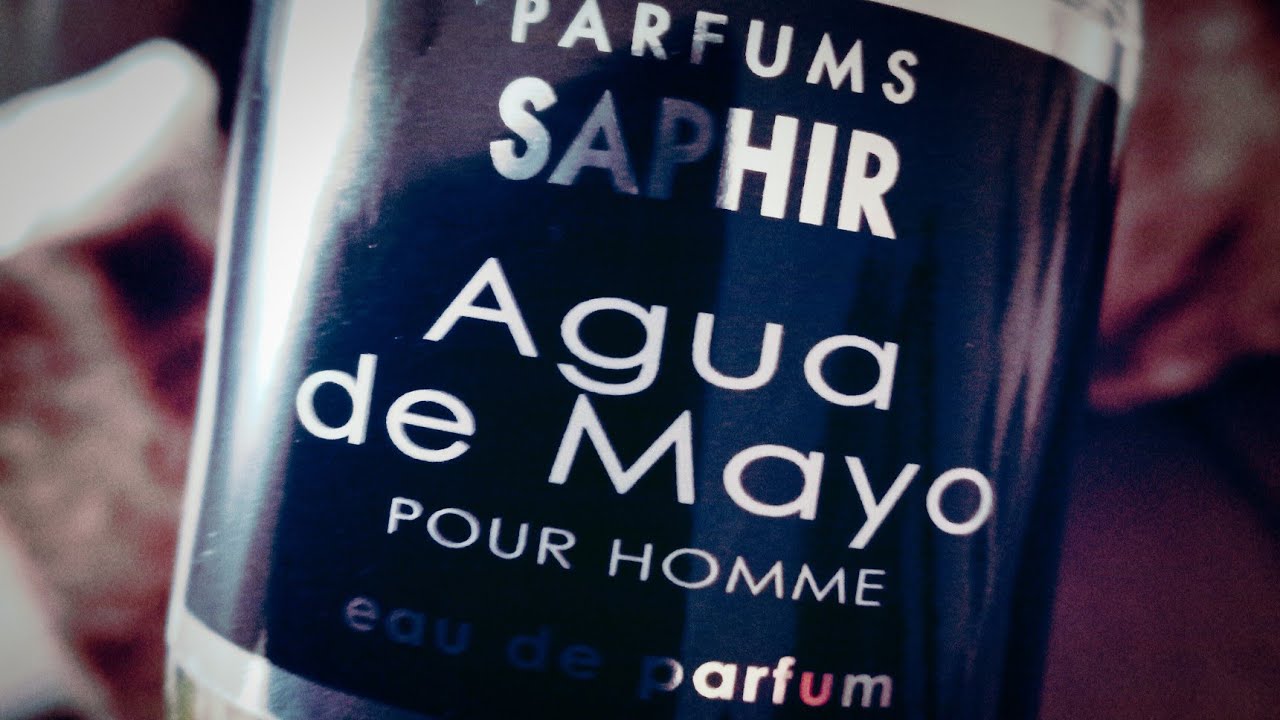 PARFUMS
SAPHIR
Agua
de Mayo
POUR HOMME
eau de parfum